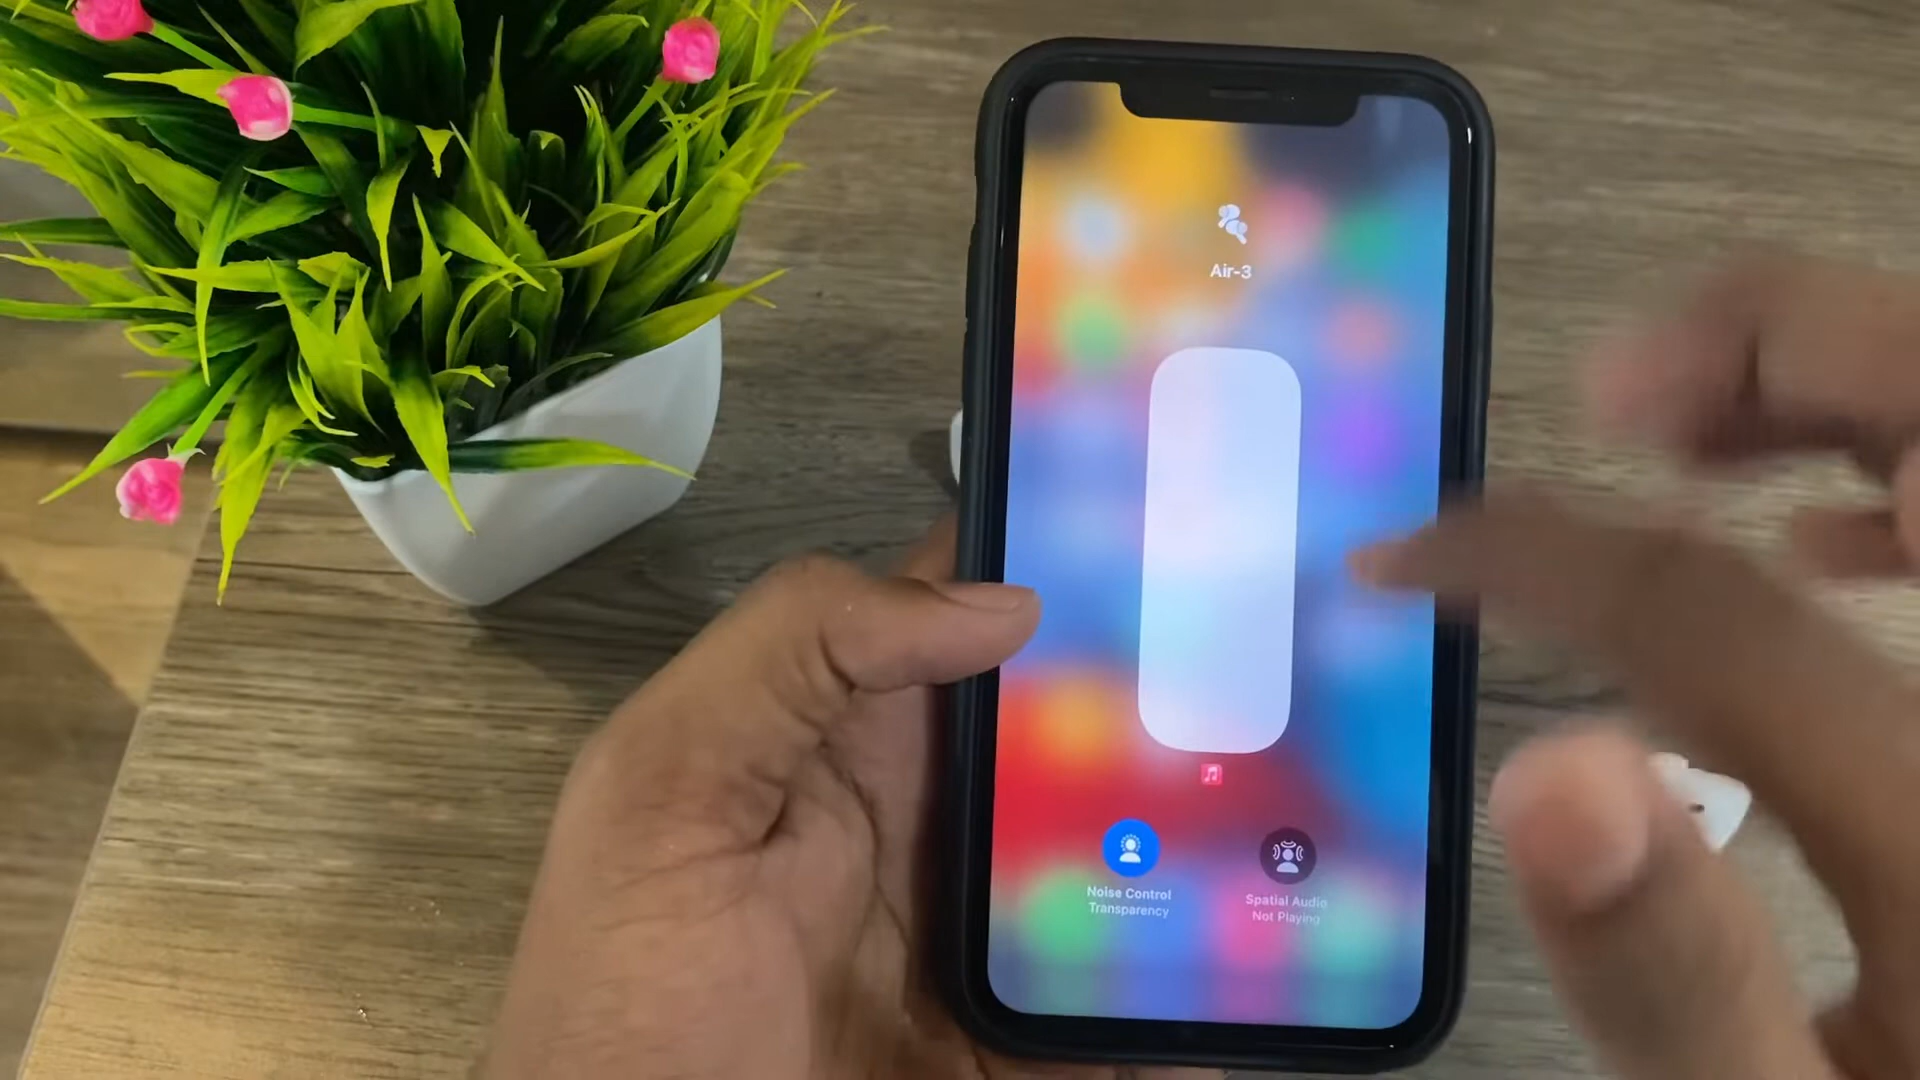 Air-3
Noise Control
Transparency
Spatial Audio
Not Playing